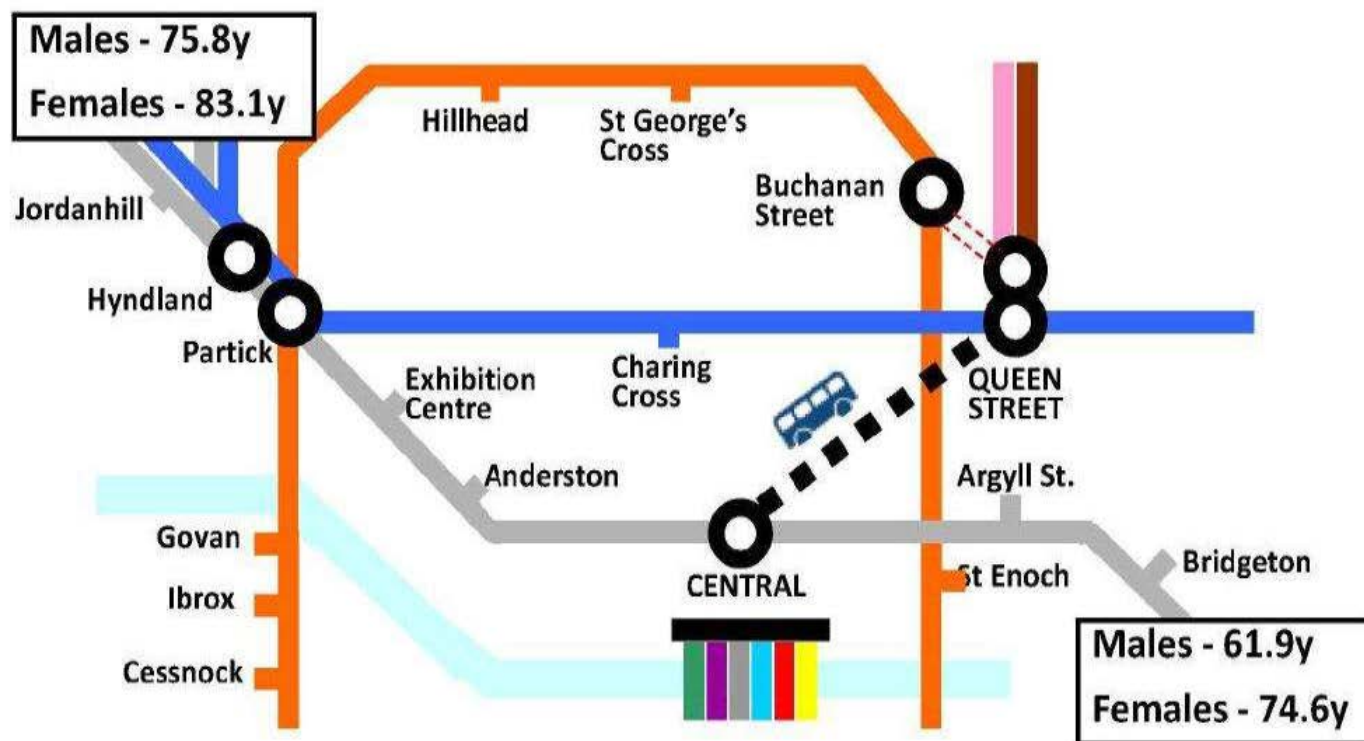 Males - 75.8y
Females - 83.1y
Hillhead
St George's
Cross
Buchanan
Street
Jordanhill
Hyndland
Partick
Exhibition
Centre
Charing
Cross
QUEEN
STREET
Anderston
Argyll St.
Govan
Bridgeton
Ibrox
CENTRAL
St Enoch
Cessnock
Males - 61.9y
Females - 74.6y